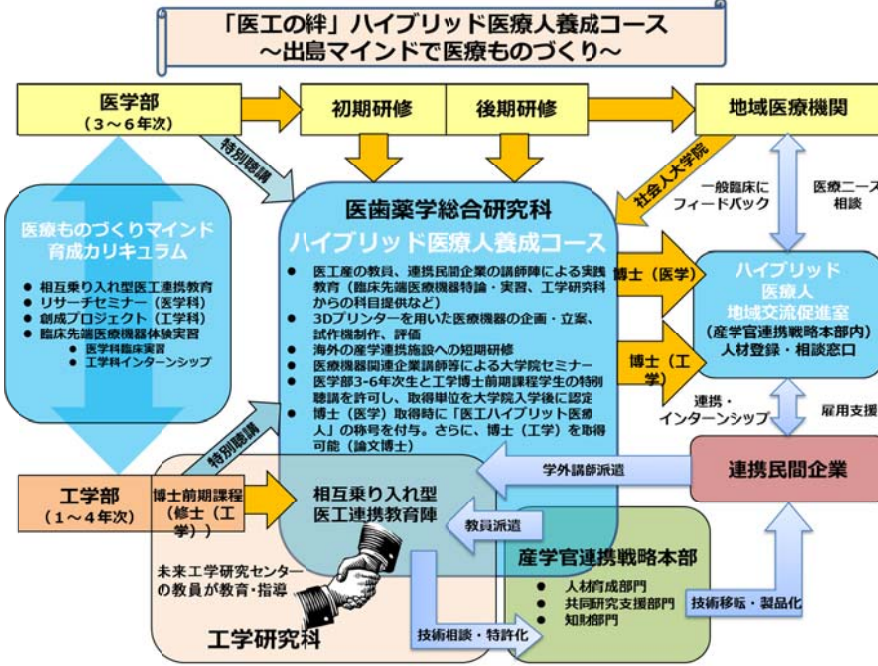 「医工の絆」ハイブリッド医療人養成コース
～出島マインドで医療ものづくり～
医学部
（３～６年次）
初期研修
後期研修
地域医療機関
特別聴講
社会人大学院
一般臨床に
フィードバック
医療ニーズ
相談
医療ものづくりマインド
育成カリキュラム
● 相互乗り入れ型医工連携教育
● リサーチセミナー（医学科）
● 創成プロジェクト（工学科）
● 臨床先端医療機器体験実習
● 医学科臨床実習
● 工学科インターンシップ
医歯薬学総合研究科
ハイブリッド医療人養成コース
● 医工産の教員、連携民間企業の講師陣による実践
教育（臨床先端医療機器特論・実習、工学研究科
からの科目提供など）
● 3Dプリンターを用いた医療機器の企画・立案、
試作機制作、評価
● 海外の産学連携施設への短期研修
● 医療機器関連企業講師等による大学院セミナー
● 医学部3-6年次生と工学博士前期課程学生の特別
聴講を許可し、取得単位を大学院入学後に認定
● 博士（医学）取得時に「医工ハイブリット医療
人」の称号を付与。さらに、博士（工学）を取得
可能（論文博士）
博士（医学）
博士（工
学）
ハイブリッド
医療人
地域交流促進室
（産学官連携戦略本部内）
人材登録・相談窓口
連携・
インターンシップ
雇用支援
特別聴講
工学部
（１～４年次）
博士前期課程
（修士（工
学））
相互乗り入れ型
医工連携教育陣
学外講師派遣
連携民間企業
教員派遣
未来工学研究センター
の教員が教育・指導
工学研究科
産学官連携戦略本部
● 人材育成部門
● 共同研究支援部門
● 知財部門
技術相談・特許化
技術移転・製品化